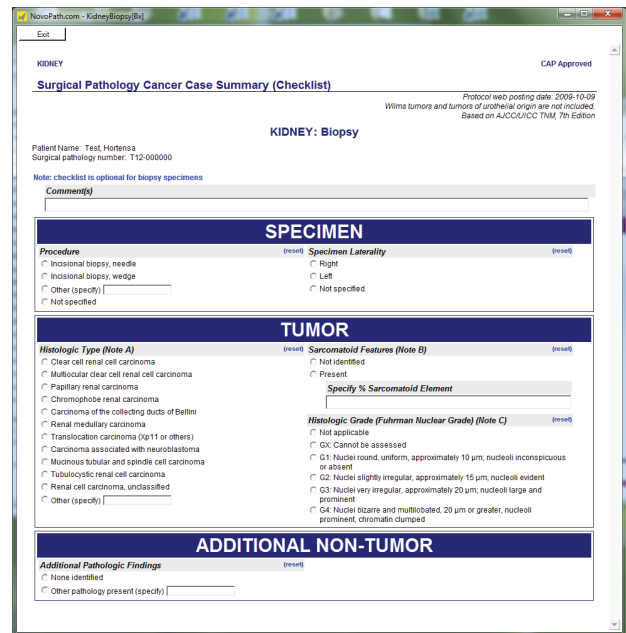 NovoPath.com - KidneyBiopsy[Bx]
Exit
KIDNEY
CAP Approved
Surgical Pathology Cancer Case Summary (Checklist)
Protocol web posting date: 2009-10-09
Wilms tumors and tumors of urothelial origin are not included.
Based on AJCC/UICC TNM, 7th Edition
KIDNEY: Biopsy
Patient Name: Test, Hortensa
Surgical pathology number: T12-000000
Note: checklist is optional for biopsy specimens
Comment(s)
SPECIMEN
Procedure (reset)
Incisional biopsy, needle
Incisional biopsy, wedge
Other (specify)
Not specified
Specimen Laterality (reset)
Right
Left
Not specified
TUMOR
Histologic Type (Note A) (reset)
Clear cell renal cell carcinoma
Multiocular clear cell renal cell carcinoma
Papillary renal carcinoma
Chromophobe renal carcinoma
Carcinoma of the collecting ducts of Bellini
Renal medullary carcinoma
Translocation carcinoma (Xp11 or others)
Carcinoma associated with neuroblastoma
Mucinous tubular and spindle cell carcinoma
Tubulocystic renal cell carcinoma
Renal cell carcinoma, unclassified
Other (specify)
Sarcomatoid Features (Note B) (reset)
Not identified
Present
Specify % Sarcomatoid Element
Histologic Grade (Fuhrman Nuclear Grade) (Note C) (reset)
Not applicable
GX: Cannot be assessed
G1: Nuclei round, uniform, approximately 10 µm; nucleoli inconspicuous
or absent
G2: Nuclei slightly irregular, approximately 15 µm; nucleoli evident
G3: Nuclei very irregular, approximately 20 µm; nucleoli large and
prominent
G4: Nuclei bizarre and multilobated, 20 µm or greater, nucleoli
prominent, chromatin clumped
ADDITIONAL NON-TUMOR
Additional Pathologic Findings (reset)
None identified
Other pathology present (specify)